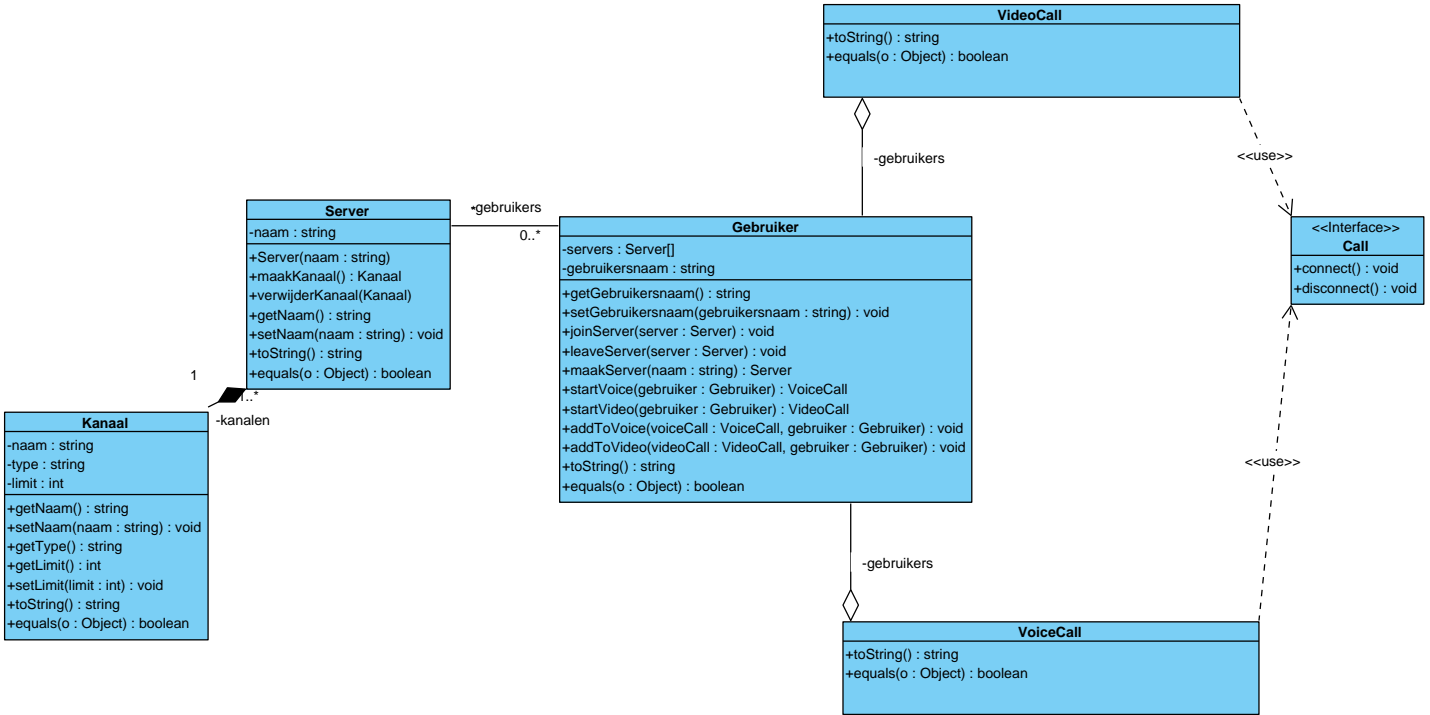 VideoCall
+toString() : string
+equals(o : Object) : boolean
-gebruikers
<<use>>
Server
-naam : string
+Server(naam : string)
+maakKanaal() : Kanaal
+verwijderKanaal(Kanaal)
+getNaam() : string
+setNaam(naam : string) : void
+toString() : string
+equals(o : Object) : boolean
*
-gebruikers
0..*
Gebruiker
-servers : Server[]
-gebruikersnaam : string
+getGebruikersnaam() : string
+setGebruikersnaam(gebruikersnaam : string) : void
+joinServer(server : Server) : void
+leaveServer(server : Server) : void
+maakServer(naam : string) : Server
+startVoice(gebruiker : Gebruiker) : VoiceCall
+startVideo(gebruiker : Gebruiker) : VideoCall
+addToVoice(voiceCall : VoiceCall, gebruiker : Gebruiker) : void
+addToVideo(videoCall : VideoCall, gebruiker : Gebruiker) : void
+toString() : string
+equals(o : Object) : boolean
<<Interface>>
Call
+connect() : void
+disconnect() : void
1
1..*
-kanalen
Kanaal
-naam : string
-type : string
-limit : int
+getNaam() : string
+setNaam(naam : string) : void
+getType() : string
+getLimit() : int
+setLimit(limit : int) : void
+toString() : string
+equals(o : Object) : boolean
<<use>>
-gebruikers
VoiceCall
+toString() : string
+equals(o : Object) : boolean